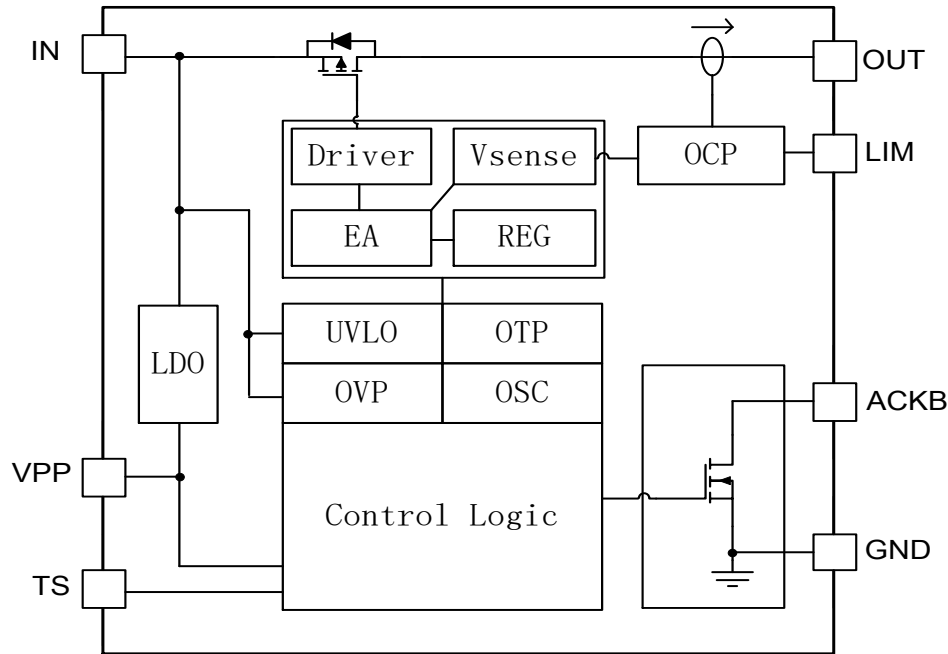 IN
OUT
Driver
Vsense
OCP
LIM
EA
REG
UVLO
OTP
LDO
OVP
OSC
ACKB
VPP
Control Logic
GND
TS